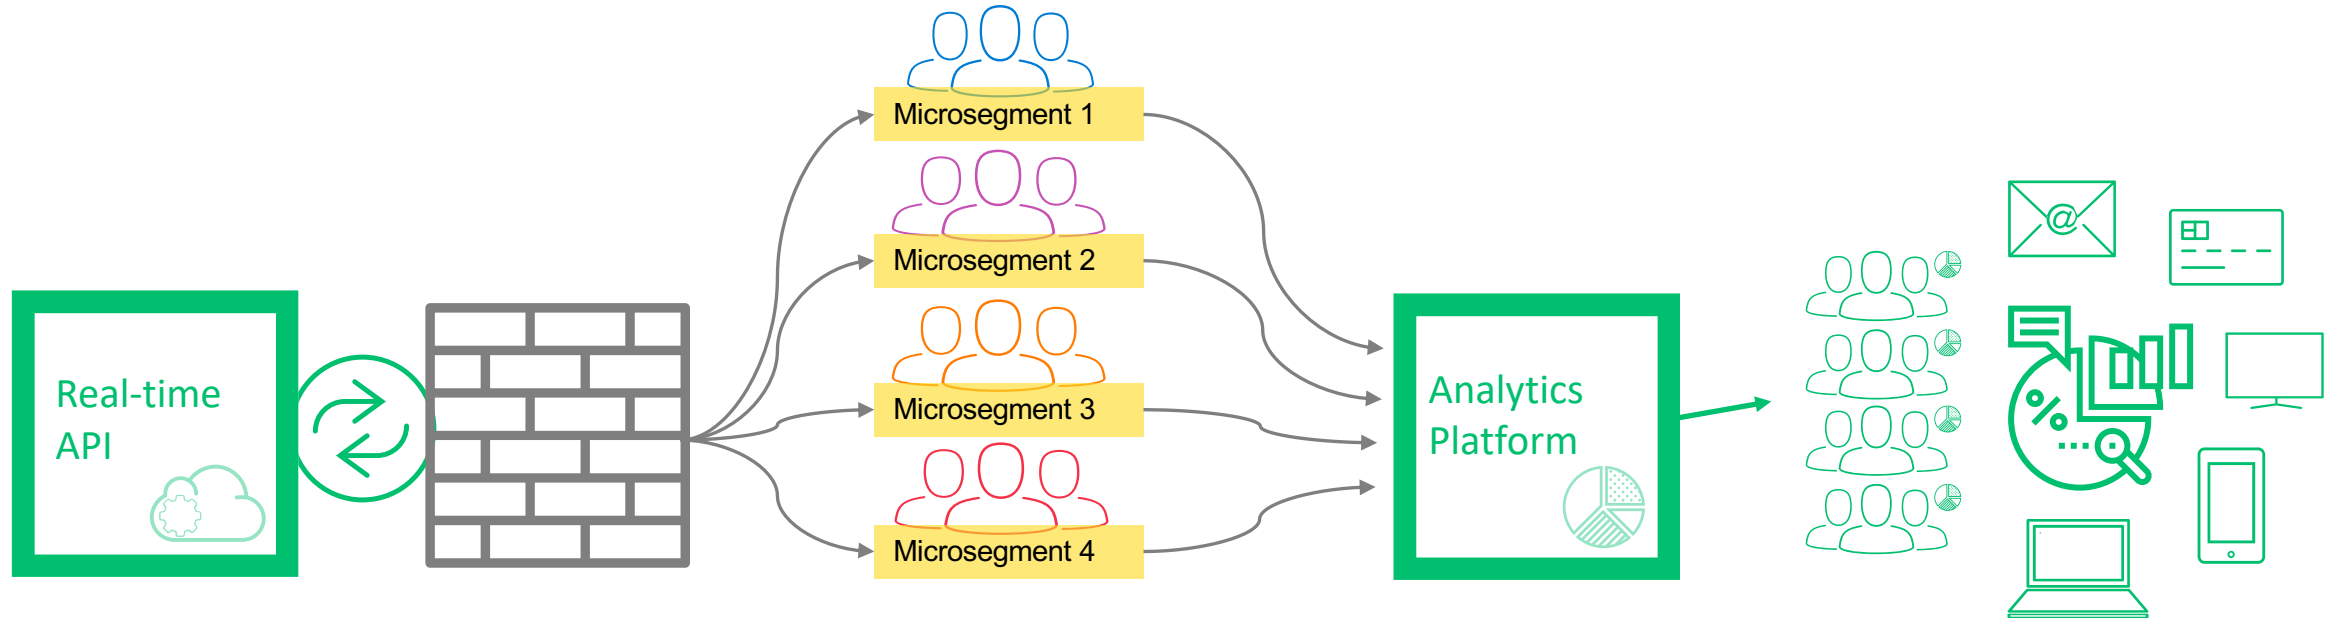 Microsegment 1
Microsegment 2
Microsegment 3
Microsegment 4
Real-time
API
Analytics
Platform
@
%